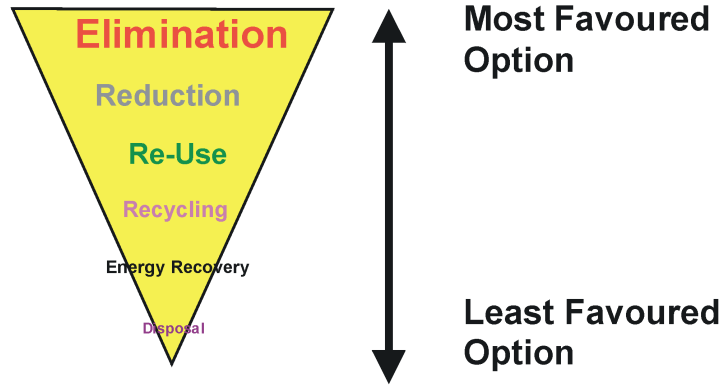 Elimination
Reduction
Re-Use
Recycling
Energy Recovery
Disposal
Most Favoured
Option
Least Favoured
Option